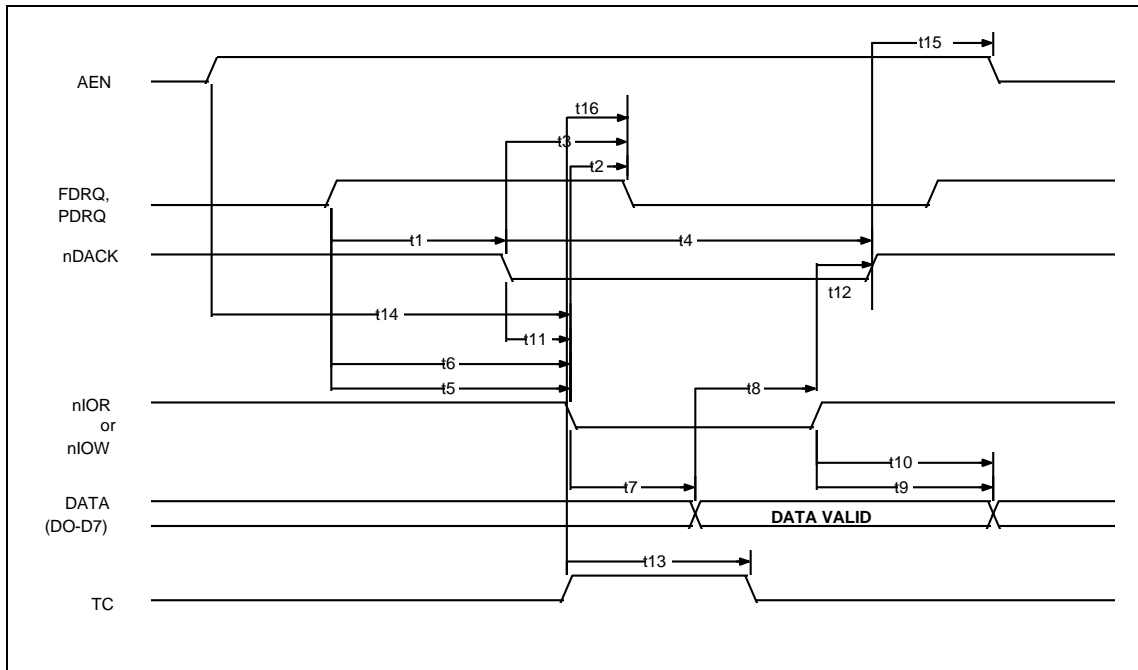 t15
AEN
t16
t3
t2
FDRQ,
PDRQ
t1
t4
nDACK
t12
t14
t11
t6
t5
t8
nIOR
or
nIOW
t10
t7
t9
DATA
(DO-D7)
DATA VALID
t13
TC